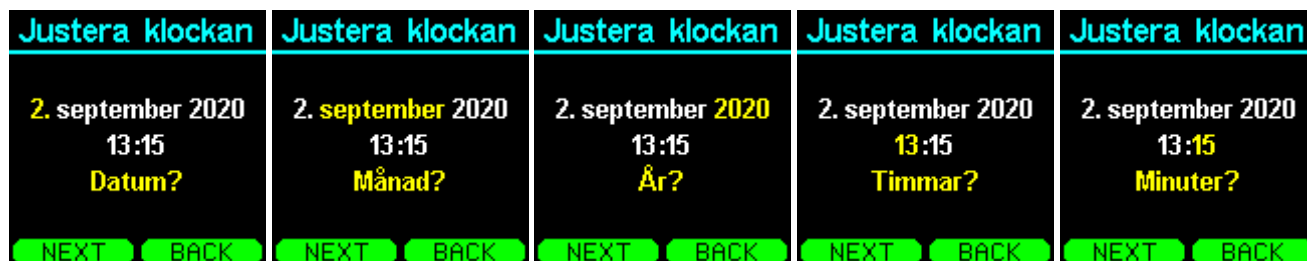 Justera klockan
2. september 2020
13:15
Datum?
NEXT BACK
Justera klockan
2. september 2020
13:15
Månad?
NEXT BACK
Justera klockan
2. september 2020
13:15
År?
NEXT BACK
Justera klockan
2. september 2020
13:15
Timmar?
NEXT BACK
Justera klockan
2. september 2020
13:15
Minuter?
NEXT BACK